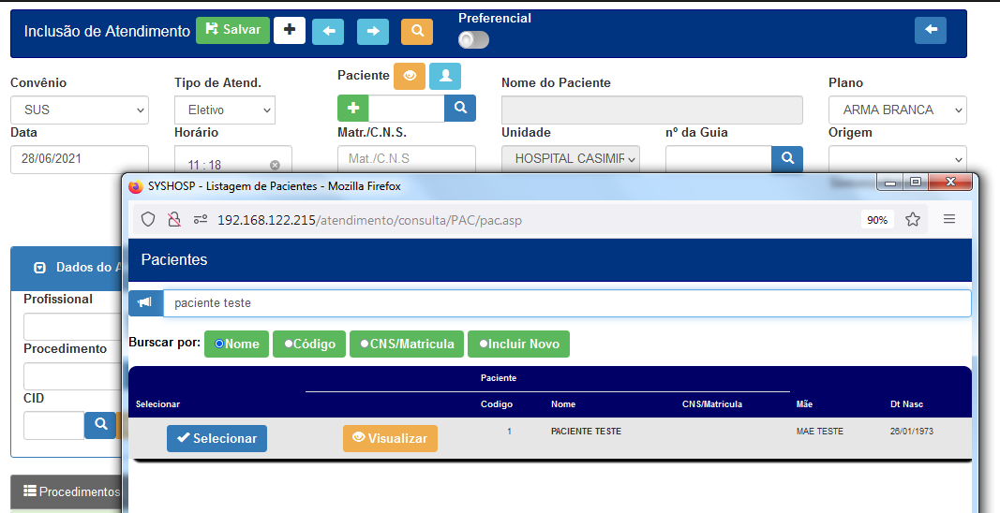 Inclusão de Atendimento Salvar Preferencial
Convênio Tipo de Atend. Paciente Nome do Paciente Plano
SUS Eletivo ARMA BRANCA
Data Horário Matr./C.N.S. Unidade nº da Guia Origem
28/06/2021 11 : 18 Mat./C.N.S HOSPITAL CASIMIR
SYSHOSP - Listagem de Pacientes - Mozilla Firefox
192.168.122.215/atendimento/consulta/PAC/pac.asp 90%
Pacientes
Dados do A
paciente teste
Profissional
Burscar por: Nome Código CNS/Matricula Incluir Novo
Procedimento
Paciente
CID
Selecionar Codigo Nome CNS/Matricula Mãe Dt Nasc
Selecionar Visualizar 1 PACIENTE TESTE MAE TESTE 26/01/1973
Procedimentos